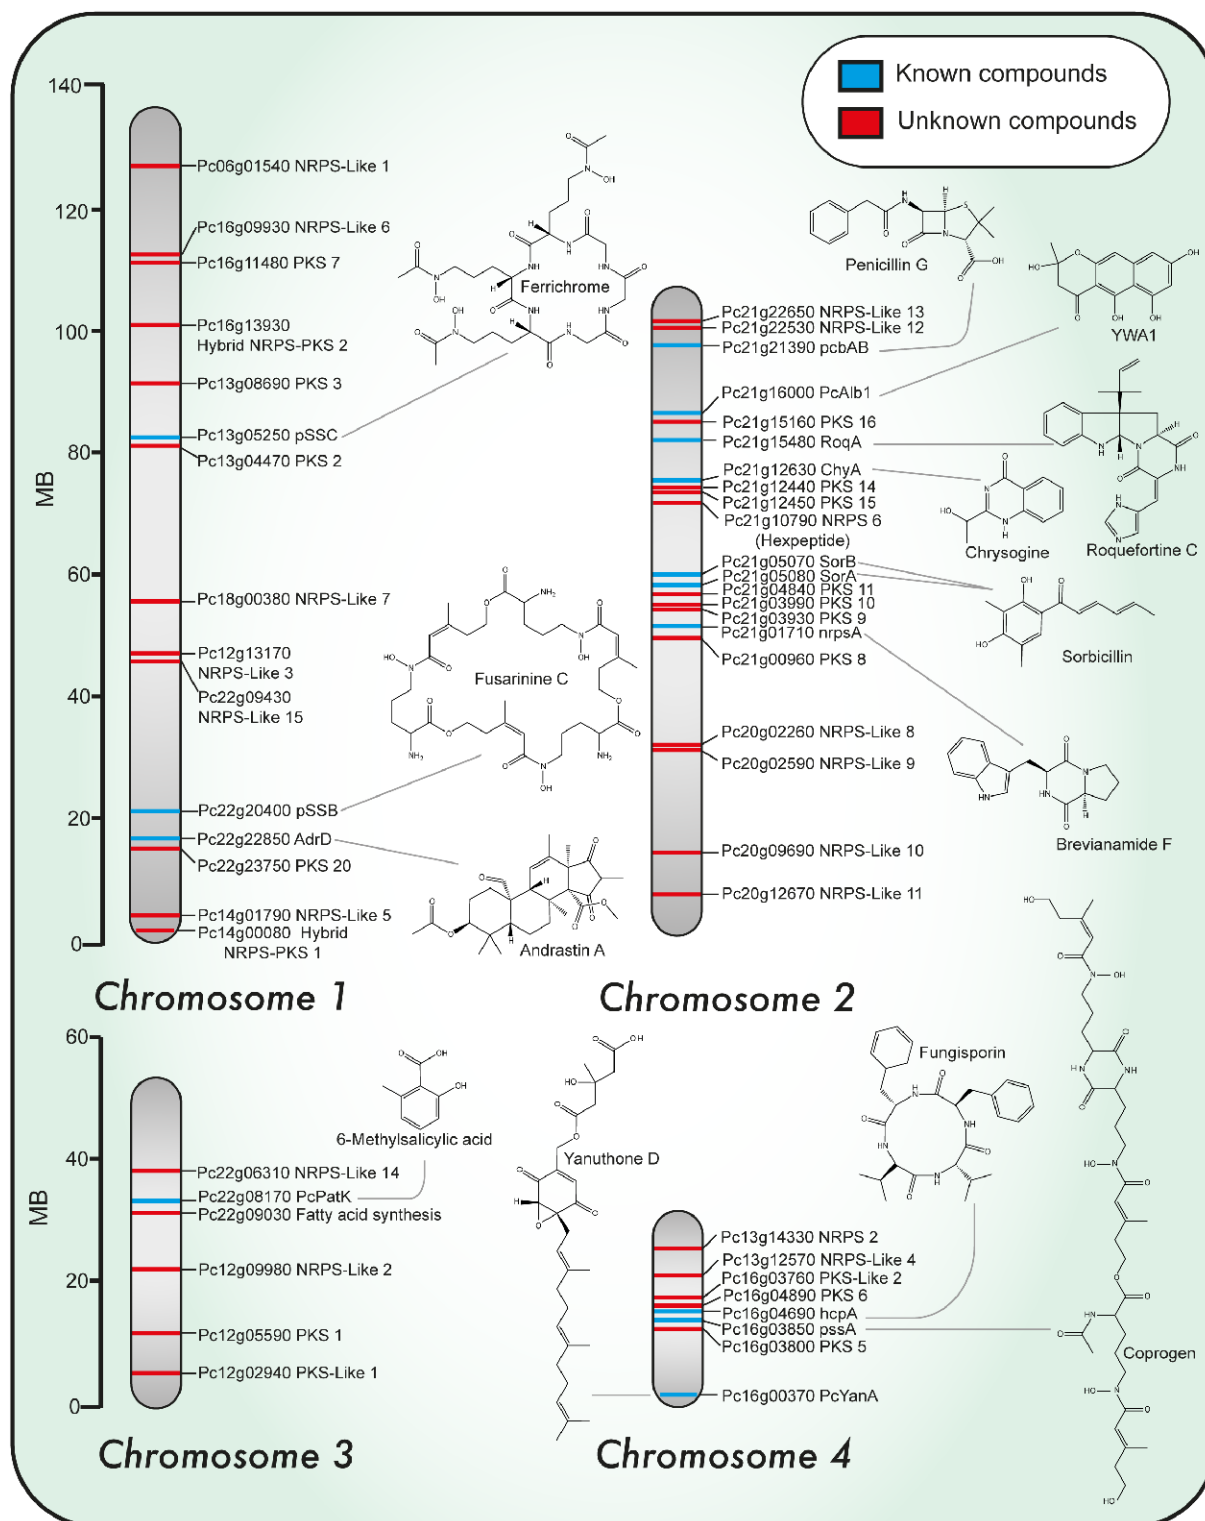 Known compounds
Unknown compounds
140
120
100
80
60
40
20
0
MB
Pc06g01540 NRPS-Like 1
Pc16g09930 NRPS-Like 6
Pc16g11480 PKS 7
Pc16g13930
Hybrid NRPS-PKS 2
Pc13g08690 PKS 3
Pc13g05250 pSSC
Pc13g04470 PKS 2
Pc18g00380 NRPS-Like 7
Pc12g13170
NRPS-Like 3
Pc22g09430
NRPS-Like 15
Pc22g20400 pSSB
Pc22g22850 AdrD
Pc22g23750 PKS 20
Pc14g01790 NRPS-Like 5
Pc14g00080 Hybrid
NRPS-PKS 1
Chromosome 1
Ferrichrome
Fusarinine C
Andrastin A
Pc21g22650 NRPS-Like 13
Pc21g22530 NRPS-Like 12
Pc21g21390 pcbAB
Pc21g16000 PcAlb1
Pc21g15160 PKS 16
Pc21g15480 RoqA
Pc21g12630 ChyA
Pc21g12440 PKS 14
Pc21g12450 PKS 15
Pc21g10790 NRPS 6
(Hexpeptide)
Pc21g05070 SorB
Pc21g05080 SorA
Pc21g04840 PKS 11
Pc21g03990 PKS 10
Pc21g03930 PKS 9
Pc21g01710 nrpsA
Pc21g00960 PKS 8
Pc20g02260 NRPS-Like 8
Pc20g02590 NRPS-Like 9
Pc20g09690 NRPS-Like 10
Pc20g12670 NRPS-Like 11
Chromosome 2
Penicillin G
YWA1
Chrysogine
Roquefortine C
Sorbicillin
Brevianamide F
60
40
20
0
MB
Pc22g06310 NRPS-Like 14
Pc22g08170 PcPatK
Pc22g09030 Fatty acid synthesis
Pc12g09980 NRPS-Like 2
Pc12g05590 PKS 1
Pc12g02940 PKS-Like 1
Chromosome 3
6-Methylsalicylic acid
Yanuthone D
Fungisporin
Pc13g14330 NRPS 2
Pc13g12570 NRPS-Like 4
Pc16g03760 PKS-Like 2
Pc16g04890 PKS 6
Pc16g04690 hcpA
Pc16g03850 pssA
Pc16g03800 PKS 5
Pc16g00370 PcYanA
Chromosome 4
Coprogen